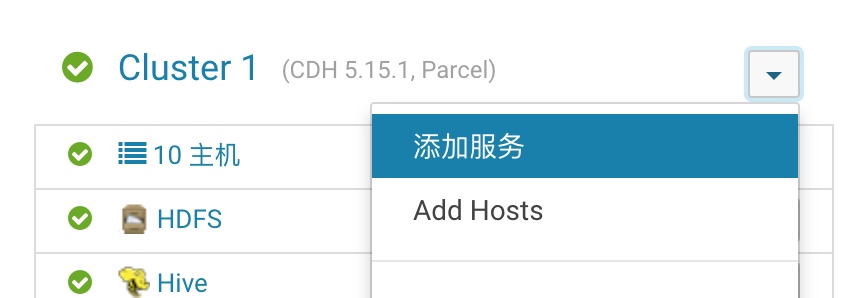 Cluster 1 (CDH 5.15.1, Parcel)
添加服务
10 主机
Add Hosts
HDFS
Hive